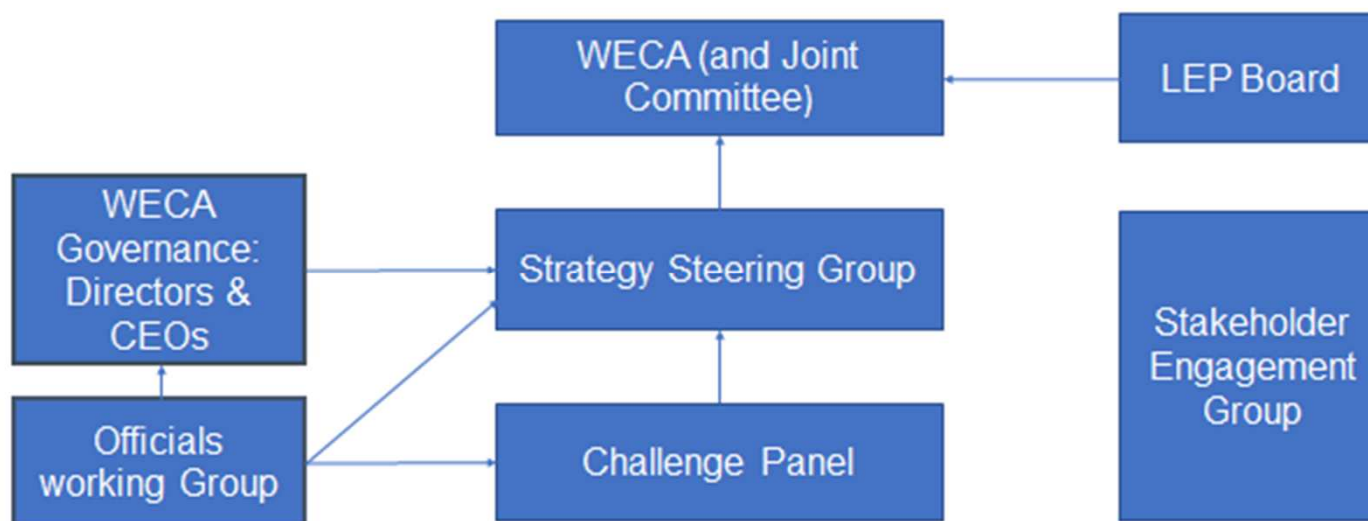 WECA (and Joint
Committee)
LEP Board
WECA
Governance:
Directors &
CEOs
Strategy Steering Group
Stakeholder
Engagement
Group
Officials
working Group
Challenge Panel